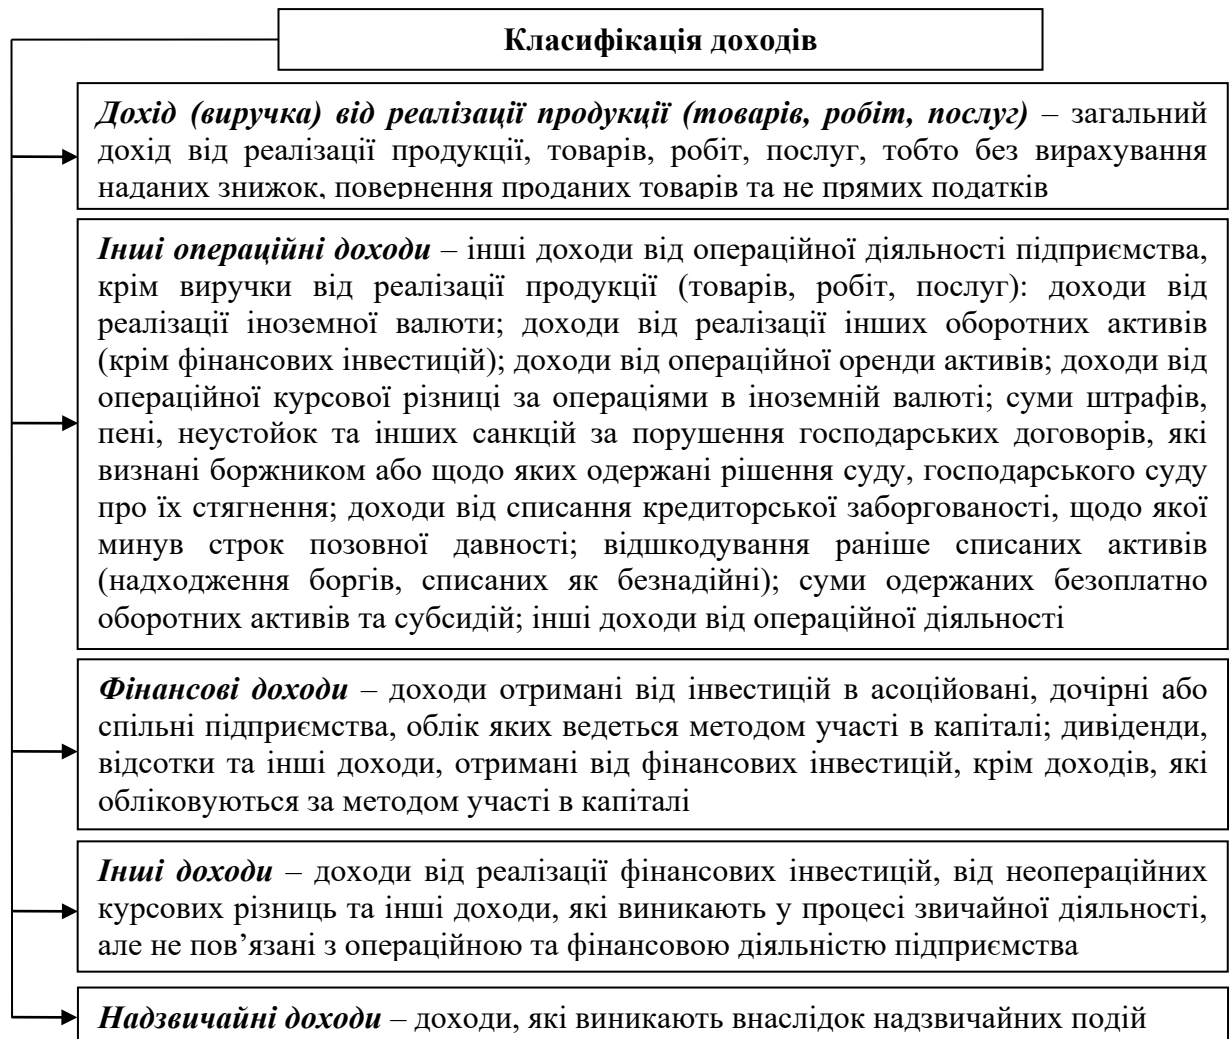 Класифікація доходів
Дохід (виручка) від реалізації продукції (товарів, робіт, послуг) – загальний
дохід від реалізації продукції, товарів, робіт, послуг, тобто без вирахування
наданих знижок, повернення проданих товарів та не прямих податків
Інші операційні доходи – інші доходи від операційної діяльності підприємства,
крім виручки від реалізації продукції (товарів, робіт, послуг): доходи від
реалізації іноземної валюти; доходи від реалізації інших оборотних активів
(крім фінансових інвестицій); доходи від операційної оренди активів; доходи від
операційної курсової різниці за операціями в іноземній валюті; суми штрафів,
пені, неустойок та інших санкцій за порушення господарських договорів, які
визнані боржником або щодо яких одержані рішення суду, господарського суду
про їх стягнення; доходи від списання кредиторської заборгованості, щодо якої
минув строк позовної давності; відшкодування раніше списаних активів
(надходження боргів, списаних як безнадійні); суми одержаних безоплатно
оборотних активів та субсидій; інші доходи від операційної діяльності
Фінансові доходи – доходи отримані від інвестицій в асоційовані, дочірні або
спільні підприємства, облік яких ведеться методом участі в капіталі; дивіденди,
відсотки та інші доходи, отримані від фінансових інвестицій, крім доходів, які
обліковуються за методом участі в капіталі
Інші доходи – доходи від реалізації фінансових інвестицій, від неопераційних
курсових різниць та інші доходи, які виникають у процесі звичайної діяльності,
але не пов’язані з операційною та фінансовою діяльністю підприємства
Надзвичайні доходи – доходи, які виникають внаслідок надзвичайних подій